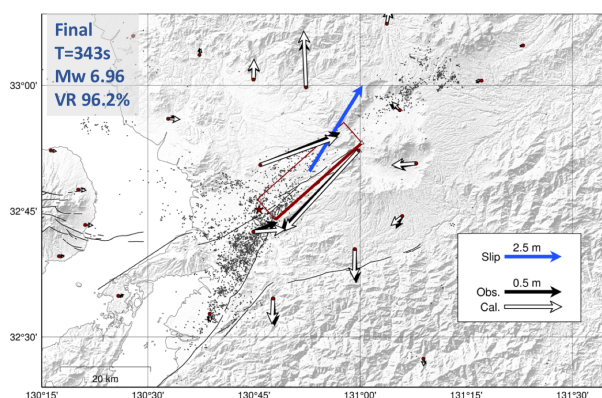 Final
T=343s
Mw 6.96
VR 96.2%
33°00'
32°45'
32°30'
2.5 m
Slip
0.5 m
Obs.
Cal.
20 km
130°15'
130°30'
130°45'
131°00'
131°15'
131°30'